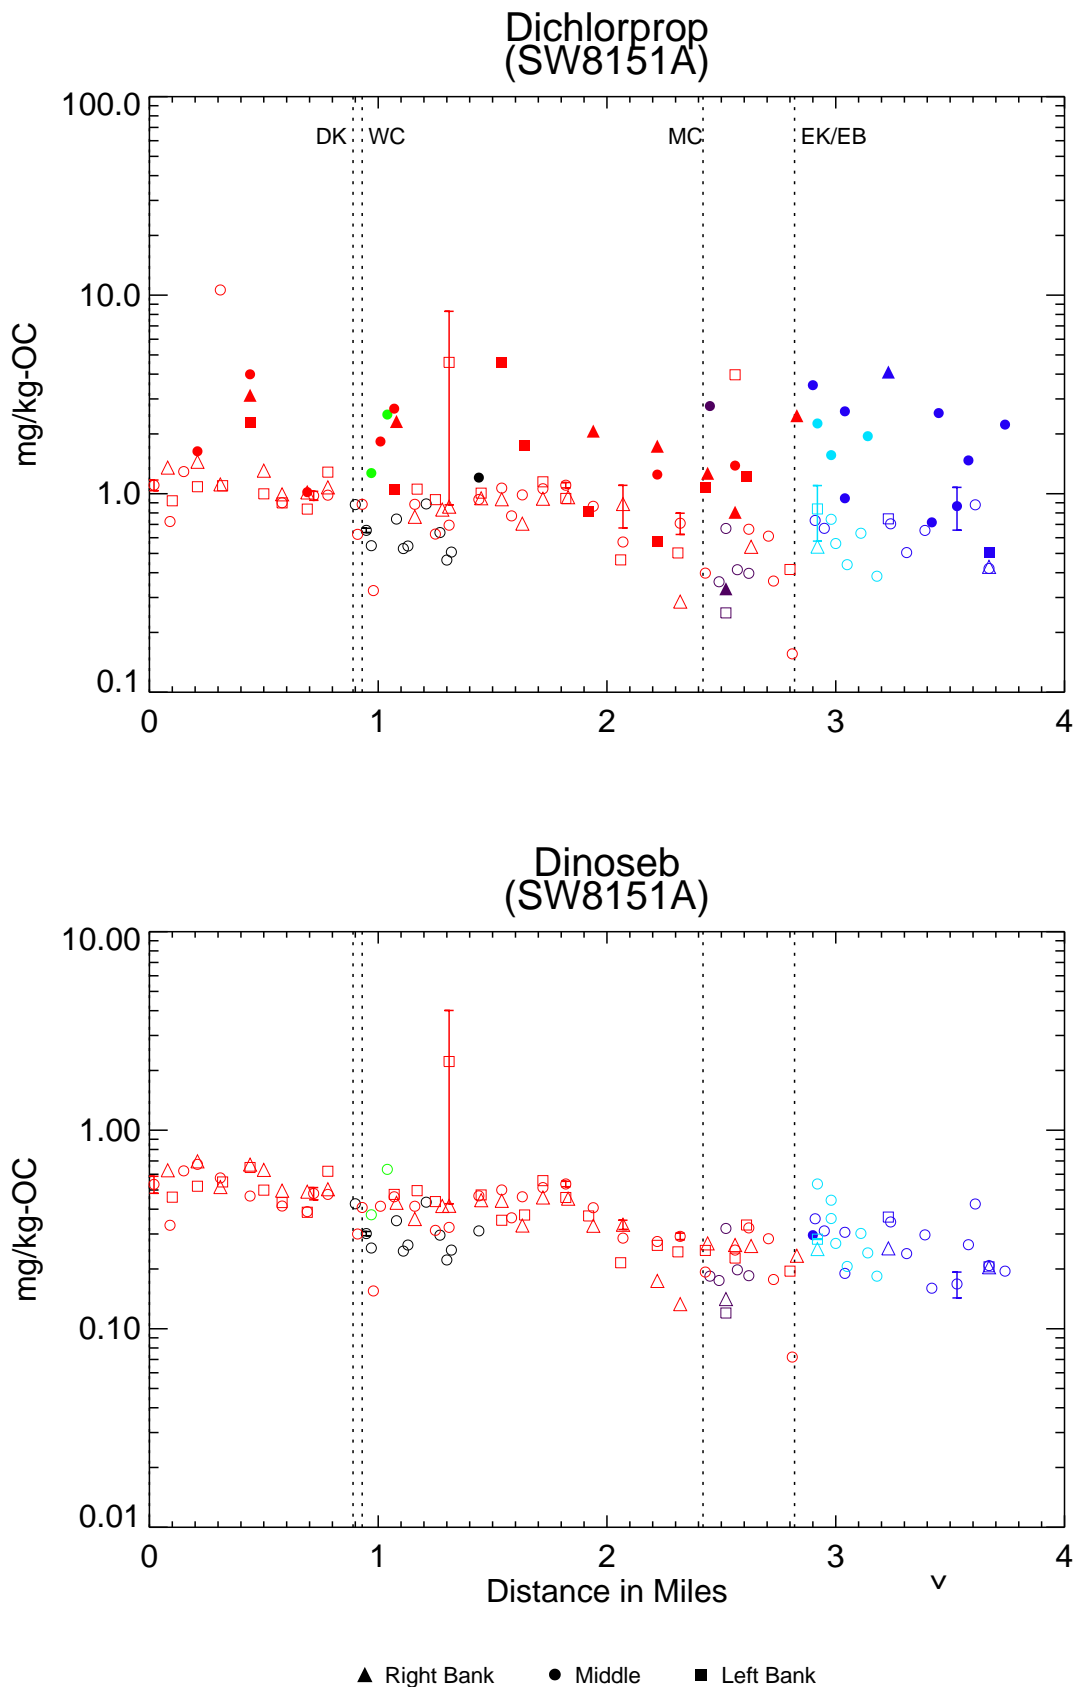 Dichlorprop
(SW8151A)
100.0
10.0
1.0
0.1
mg/kg-OC
DK WC MC EK/EB
0 1 2 3 4
Dinoseb
(SW8151A)
10.00
1.00
0.10
0.01
mg/kg-OC
0 1 2 3 4
Distance in Miles
v
▲ Right Bank ● Middle ■ Left Bank